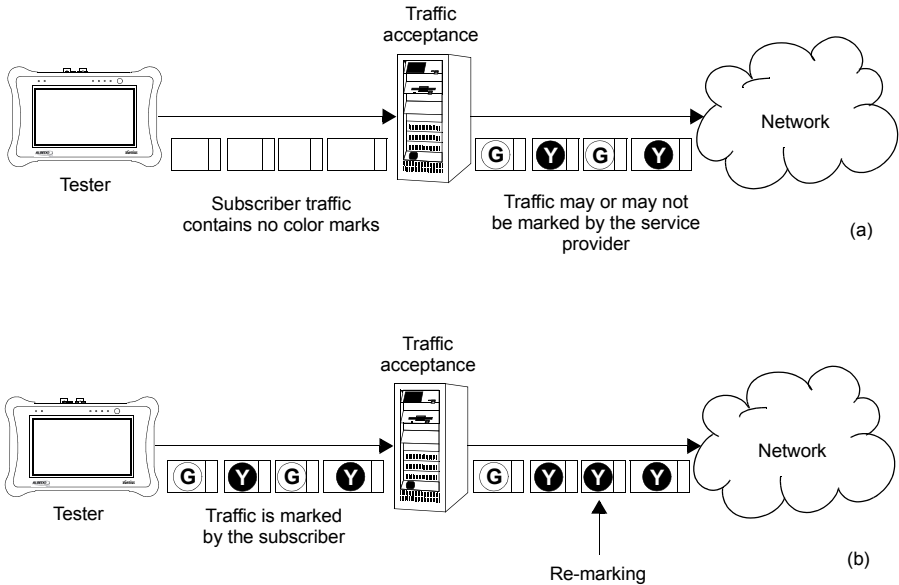 Traffic
acceptance
Network
G Y G Y
Tester
Subscriber traffic
contains no color marks
Traffic may or may not
be marked by the service
provider
(a)
Traffic
acceptance
Network
G Y G Y
G Y Y Y
Tester
Traffic is marked
by the subscriber
Re-marking
(b)